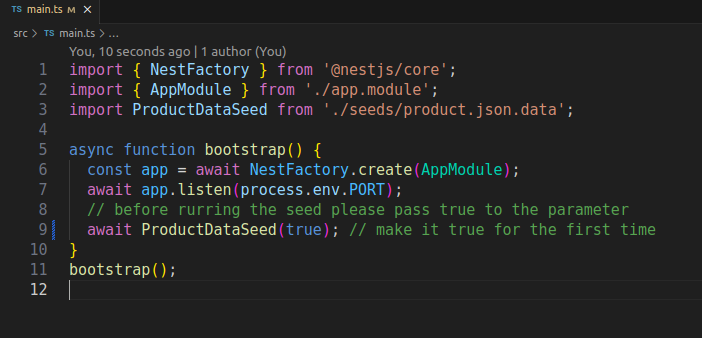 TS main.ts M X
src > TS main.ts > ...
You, 10 seconds ago | 1 author (You)
1 import { NestFactory } from '@nestjs/core';
2 import { AppModule } from './app.module';
3 import ProductDataSeed from './seeds/product.json.data';
4
5 async function bootstrap() {
6   const app = await NestFactory.create(AppModule);
7   await app.listen(process.env.PORT);
8   // before rurring the seed please pass true to the parameter
9   await ProductDataSeed(true); // make it true for the first time
10 }
11 bootstrap();
12